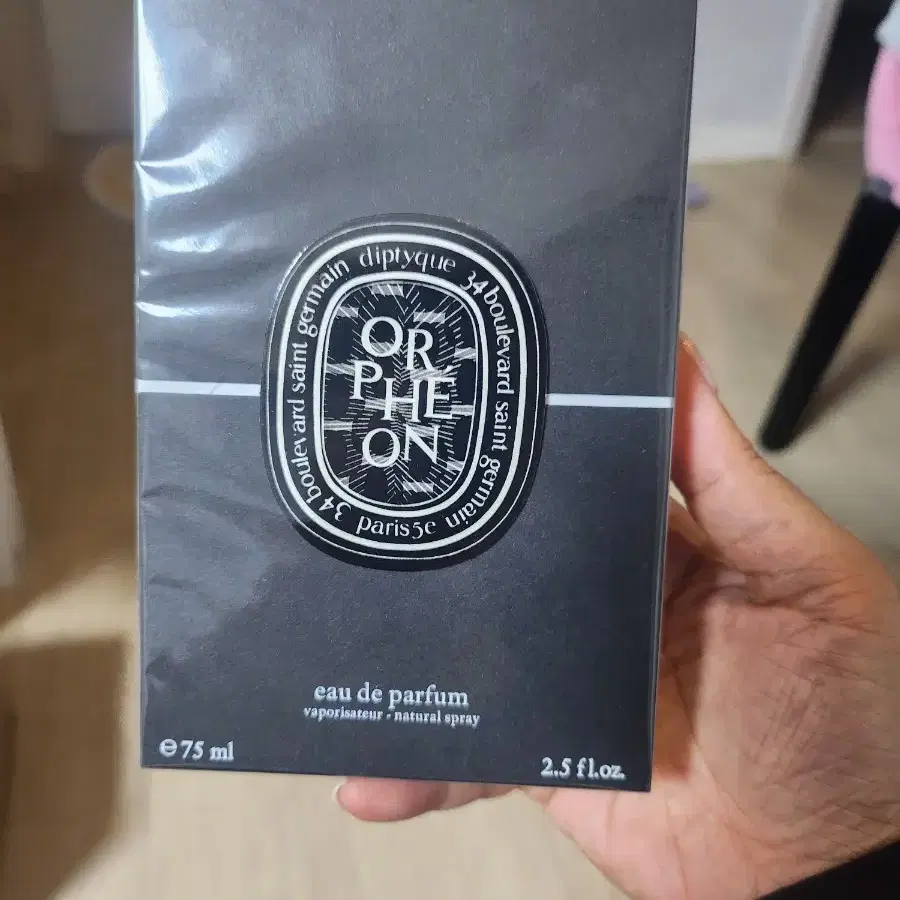 diptyque 34 boulevard saint germain paris5e 34 boulevard saint germain
OR
PHE
ON
eau de parfum
vaporisateur - natural spray
℮ 75 ml
2.5 fl.oz.